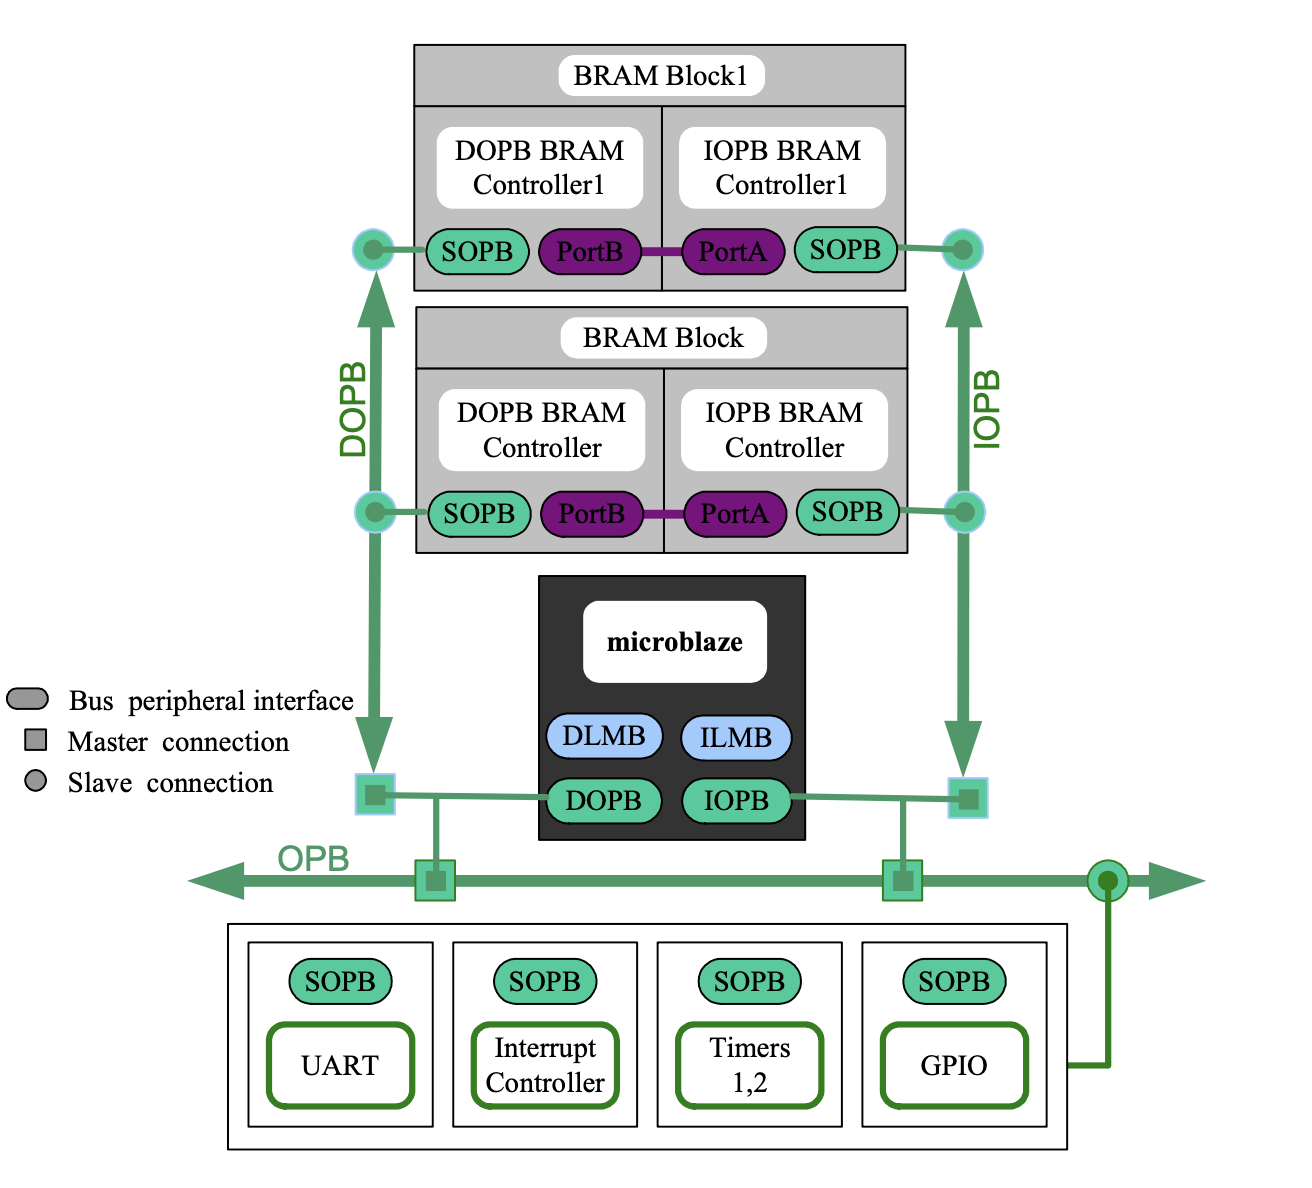 BRAM Block1
DOPB BRAM
Controller1
IOPB BRAM
Controller1
SOPB
PortB
PortA
SOPB
BRAM Block
DOPB
IOPB
DOPB BRAM
Controller
IOPB BRAM
Controller
SOPB
PortB
PortA
SOPB
microblaze
Bus peripheral interface
Master connection
Slave connection
DLMB
ILMB
DOPB
IOPB
OPB
SOPB
SOPB
SOPB
SOPB
UART
Interrupt
Controller
Timers
1,2
GPIO